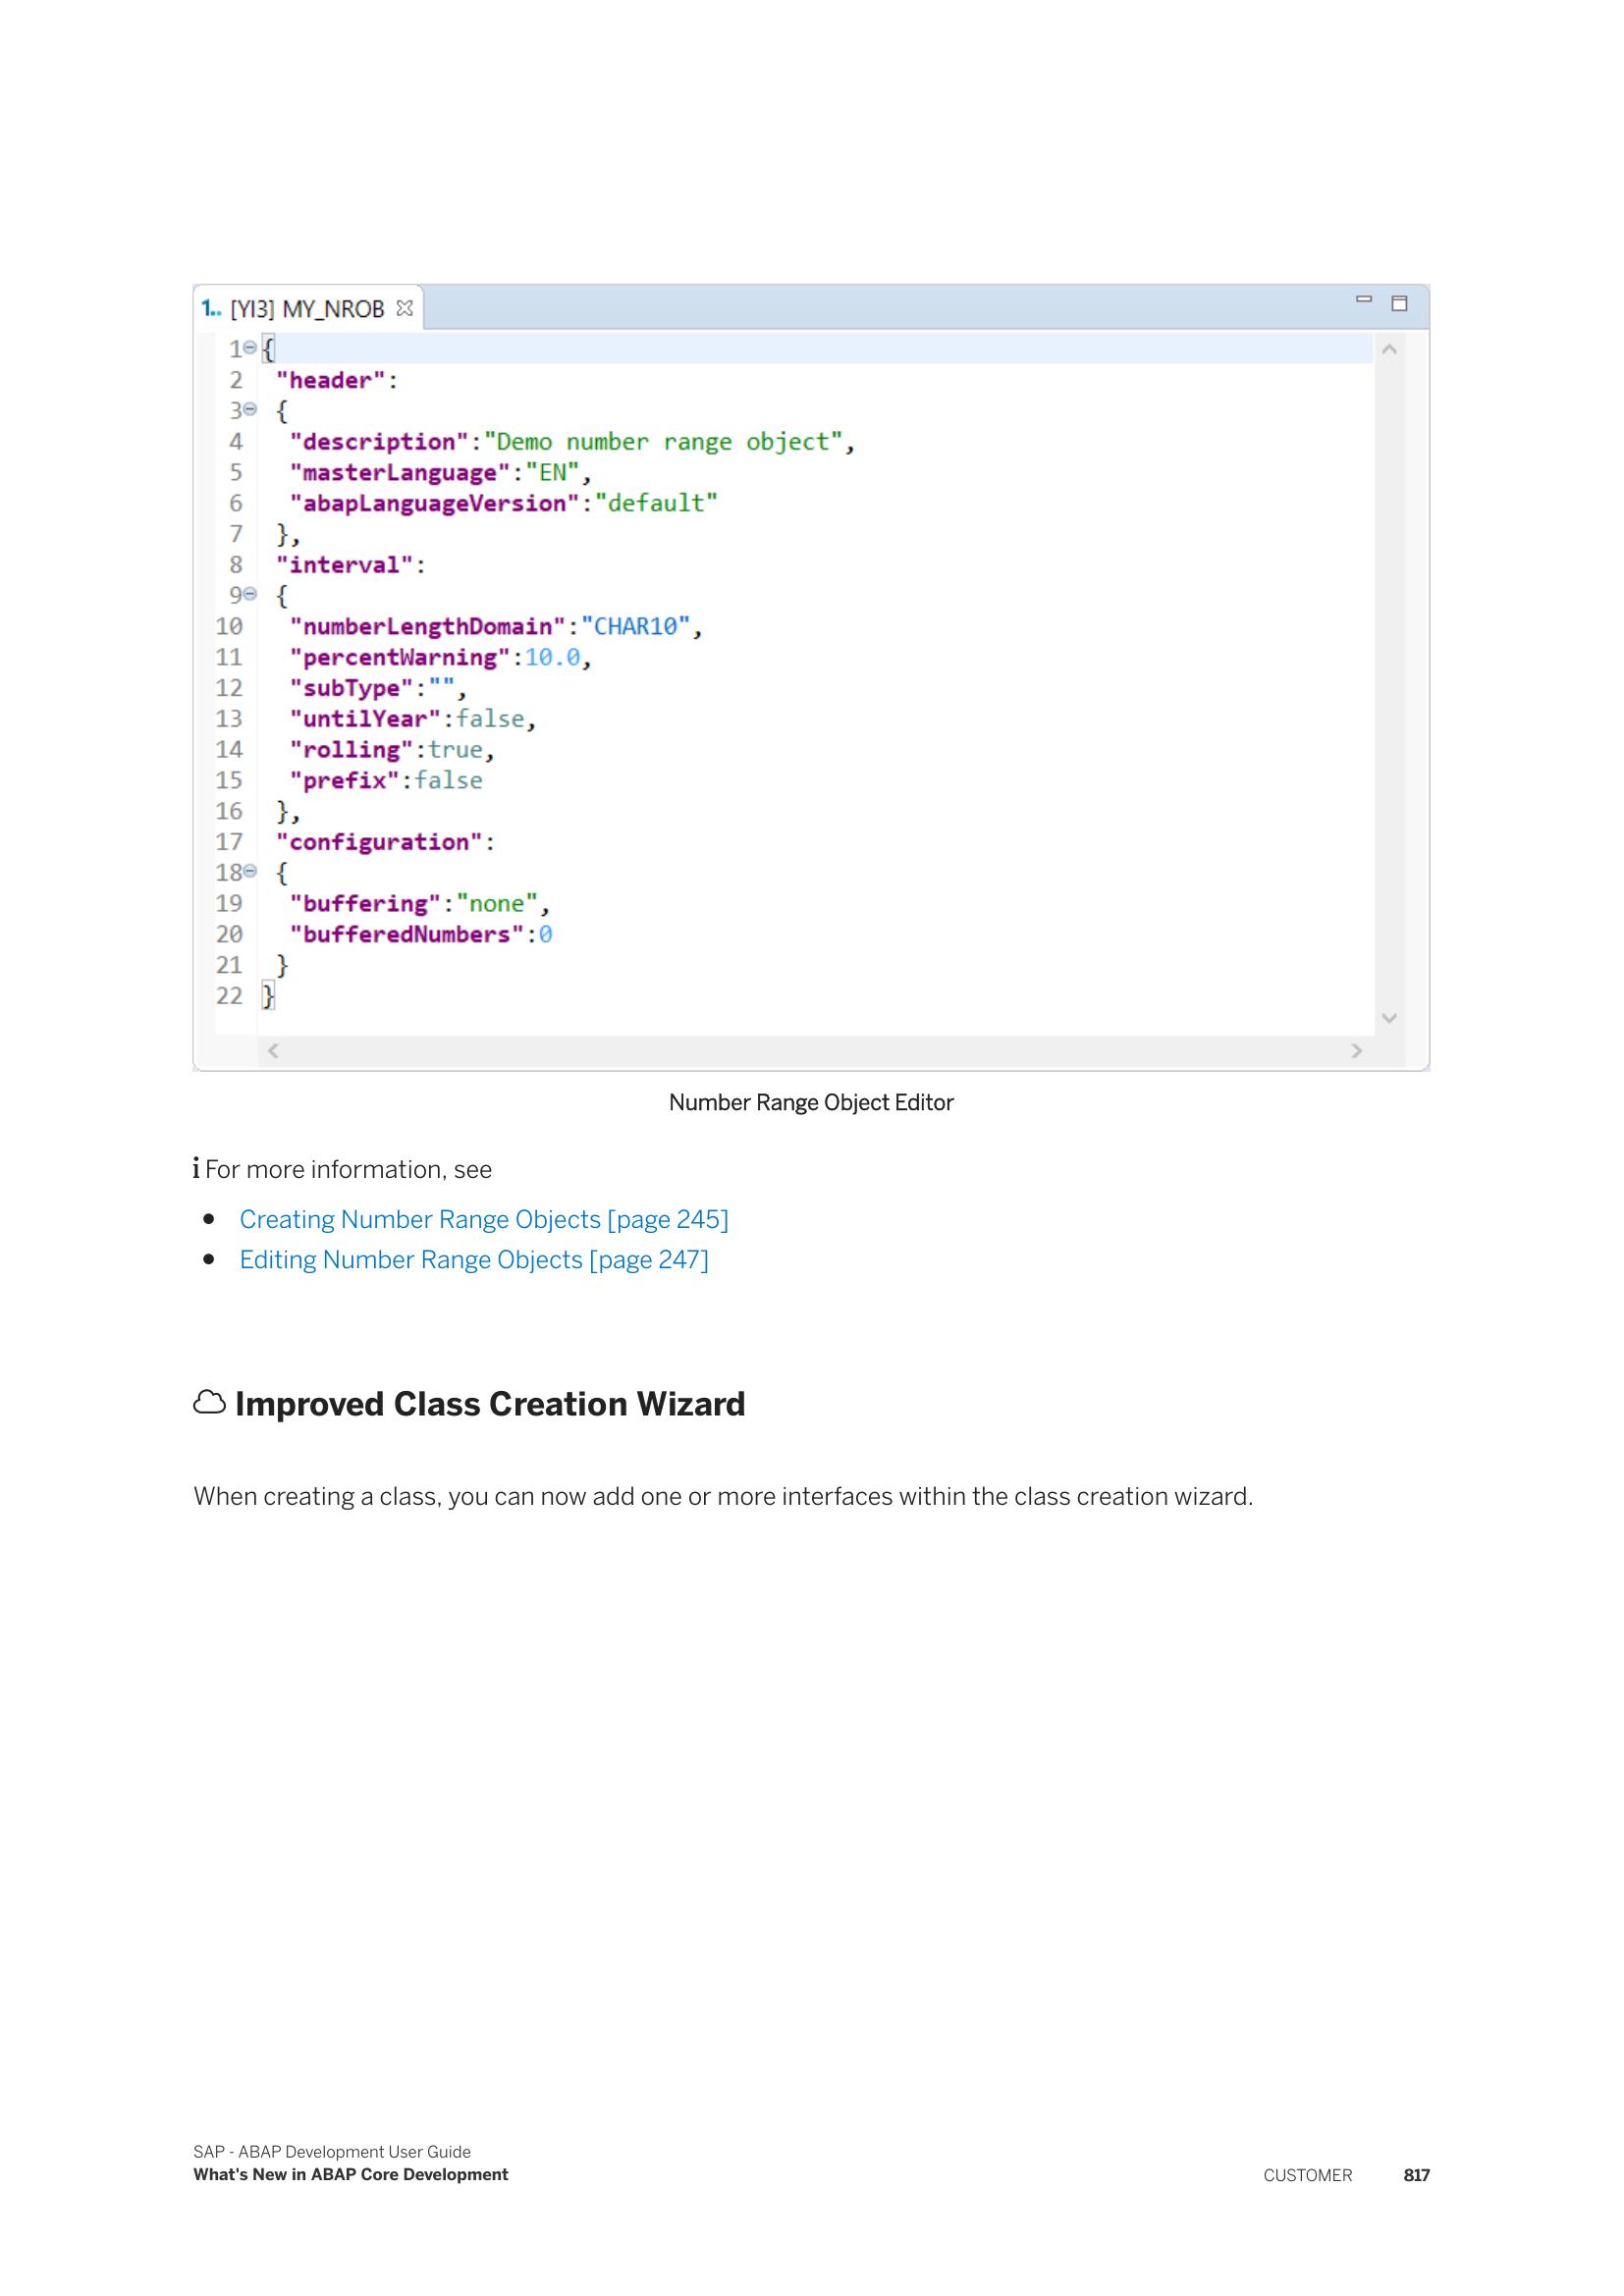 1.. [YI3] MY_NROB
1 {
2 "header":
3 {
4 "description":"Demo number range object",
5 "masterLanguage":"EN",
6 "abapLanguageVersion":"default"
7 },
8 "interval":
9 {
10 "numberLengthDomain":"CHAR10",
11 "percentWarning":10.0,
12 "subType":"",
13 "untilYear":false,
14 "rolling":true,
15 "prefix":false
16 },
17 "configuration":
18 {
19 "buffering":"none",
20 "bufferedNumbers":0
21 }
22 }
Number Range Object Editor
i For more information, see
• Creating Number Range Objects [page 245]
• Editing Number Range Objects [page 247]
Improved Class Creation Wizard
When creating a class, you can now add one or more interfaces within the class creation wizard.
SAP - ABAP Development User Guide
What's New in ABAP Core Development
CUSTOMER 817